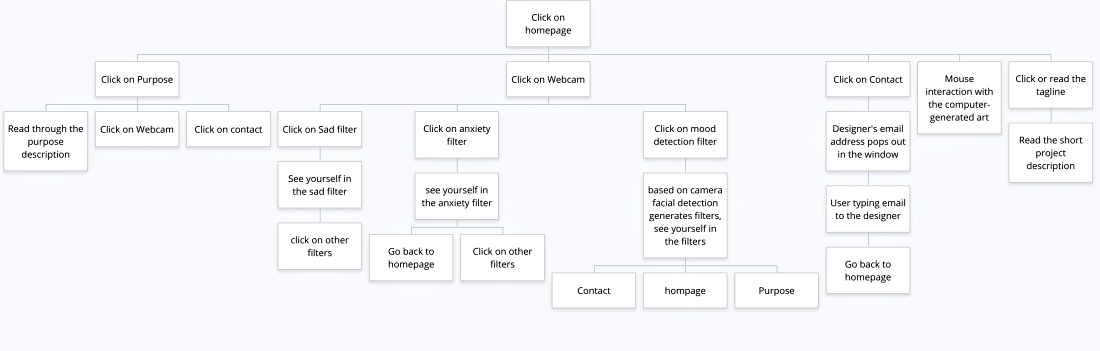 Click on
homepage
Click on Purpose
Click on Webcam
Click on Contact
Mouse
interaction with
the computer-
generated art
Click or read the
tagline
Read through the
purpose
description
Click on Webcam
Click on contact
Click on Sad filter
Click on anxiety
filter
Click on mood
detection filter
Designer's email
address pops out
in the window
Read the short
project
description
See yourself in
the sad filter
see yourself in
the anxiety filter
based on camera
facial detection
generates filters,
see yourself in
the filters
User typing email
to the designer
click on other
filters
Go back to
homepage
Click on other
filters
Go back to
homepage
Contact
hompage
Purpose